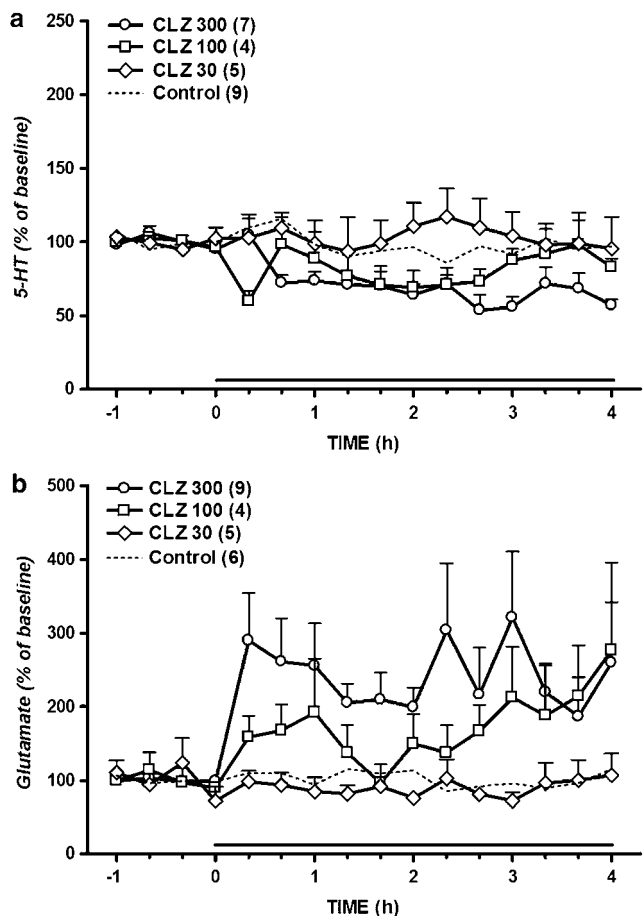 a
CLZ 300 (7)
CLZ 100 (4)
CLZ 30 (5)
Control (9)
5-HT (% of baseline)
250
200
150
100
50
0
-1 0 1 2 3 4
TIME (h)
b
CLZ 300 (9)
CLZ 100 (4)
CLZ 30 (5)
Control (6)
Glutamate (% of baseline)
500
400
300
200
100
0
-1 0 1 2 3 4
TIME (h)